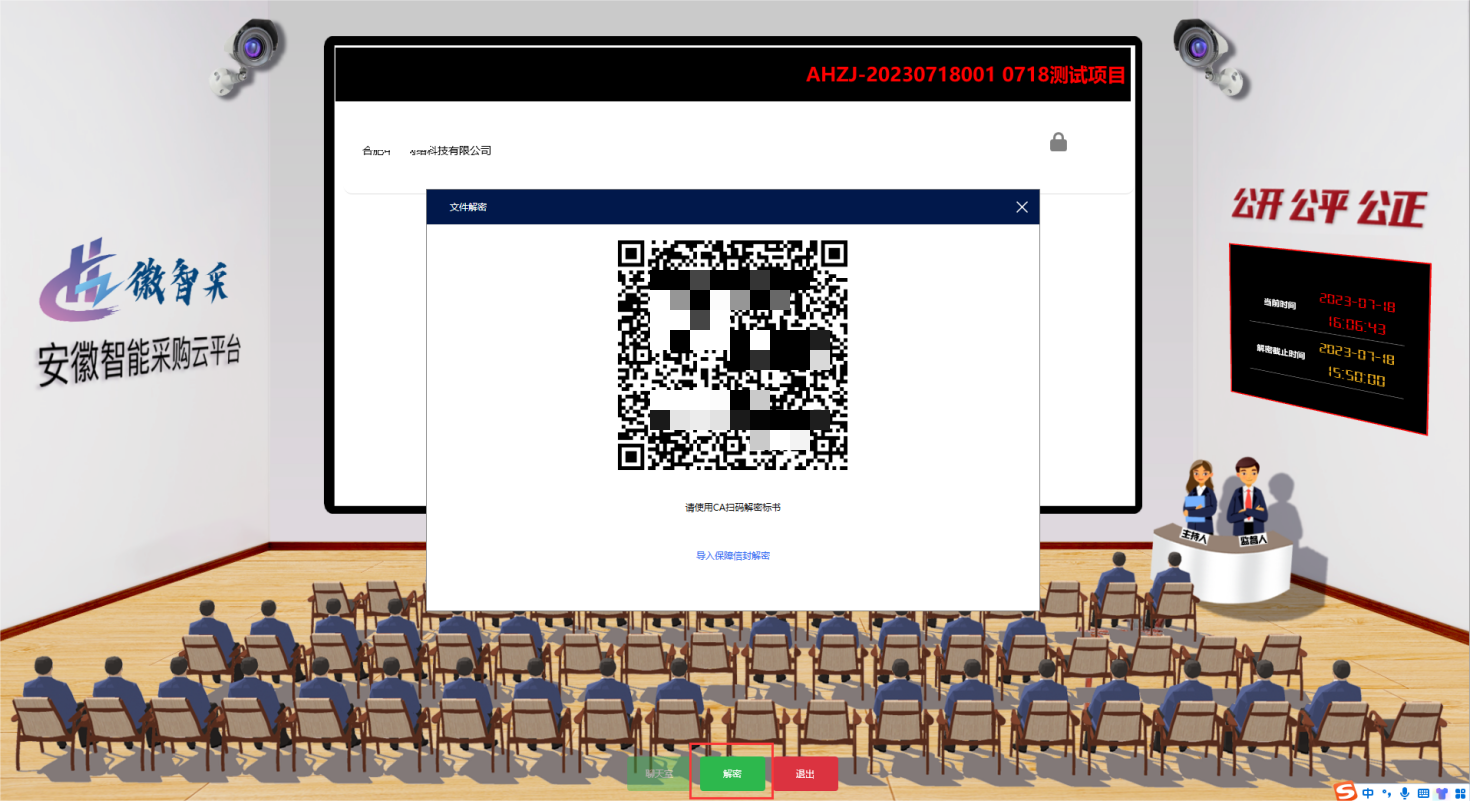 AHZJ-20230718001 0718测试项目
科技有限公司
文件解密
请使用CA扫码解密标书
导入保障信封解密
徽智采
安徽智能采购云平台
公开 公平 公正
当前时间
2023-07-18
16:06:43
解密截止时间
2023-07-18
15:50:00
主持人
监督人
聊天室
解密
退出
中